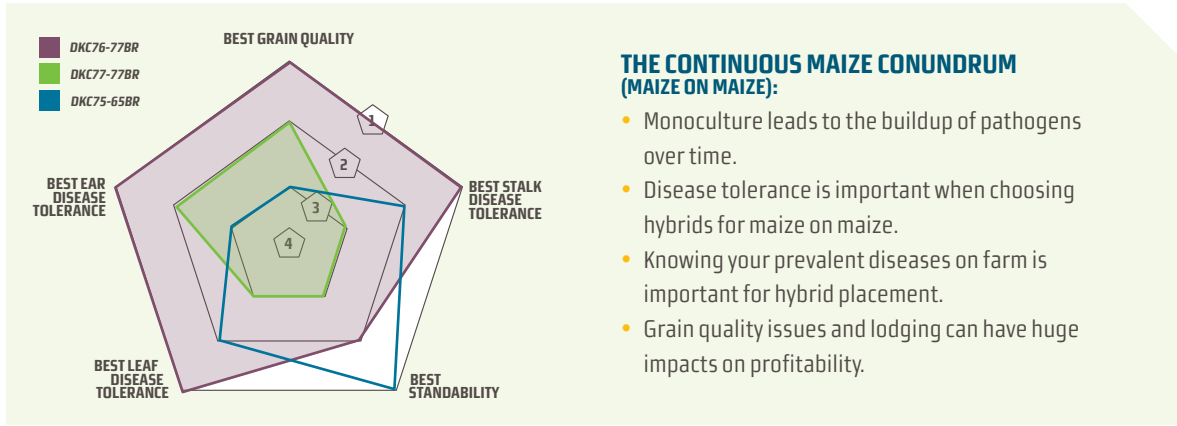 DKC76-77BR
DKC77-77BR
DKC75-65BR
BEST GRAIN QUALITY
1
2
3
4
BEST STALK
DISEASE
TOLERANCE
BEST EAR
DISEASE
TOLERANCE
BEST LEAF
DISEASE
TOLERANCE
BEST
STANDABILITY
THE CONTINUOUS MAIZE CONUNDRUM
(MAIZE ON MAIZE):
• Monoculture leads to the buildup of pathogens
over time.
• Disease tolerance is important when choosing
hybrids for maize on maize.
• Knowing your prevalent diseases on farm is
important for hybrid placement.
• Grain quality issues and lodging can have huge
impacts on profitability.